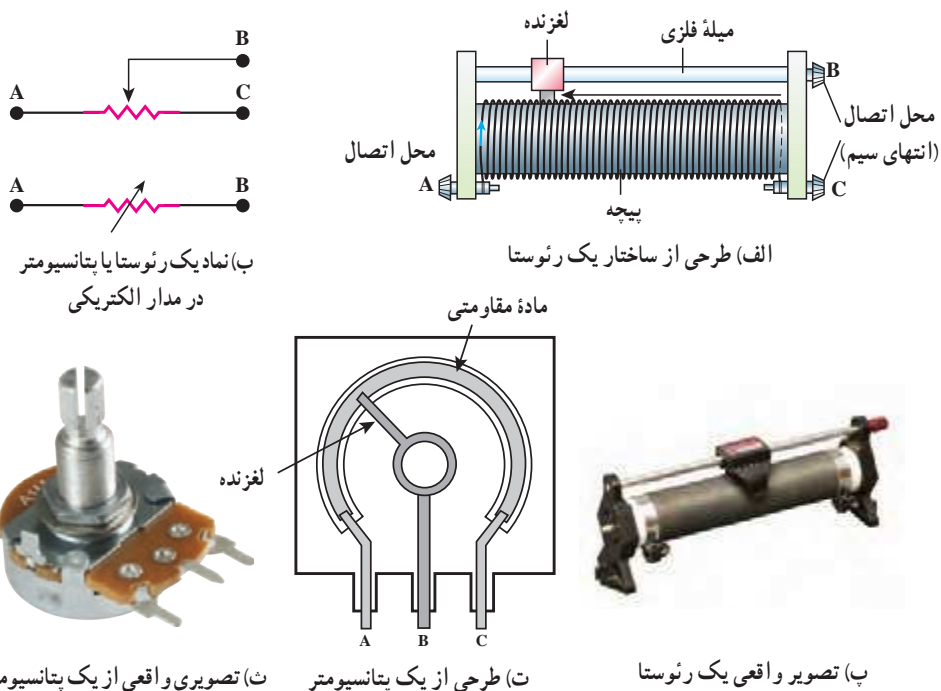 لغزنده
میلهٔ فلزی
B
محل اتصال
(انتهای سیم)
C
محل اتصال
A
پیچه
الف) طرحی از ساختار یک رئوستا
B
A
C
A
B
ب) نماد یک رئوستا یا پتانسیومتر
در مدار الکتریکی
پ) تصویر واقعی یک رئوستا
مادهٔ مقاومتی
لغزنده
A B C
ت) طرحی از یک پتانسیومتر
ث) تصویری واقعی از یک